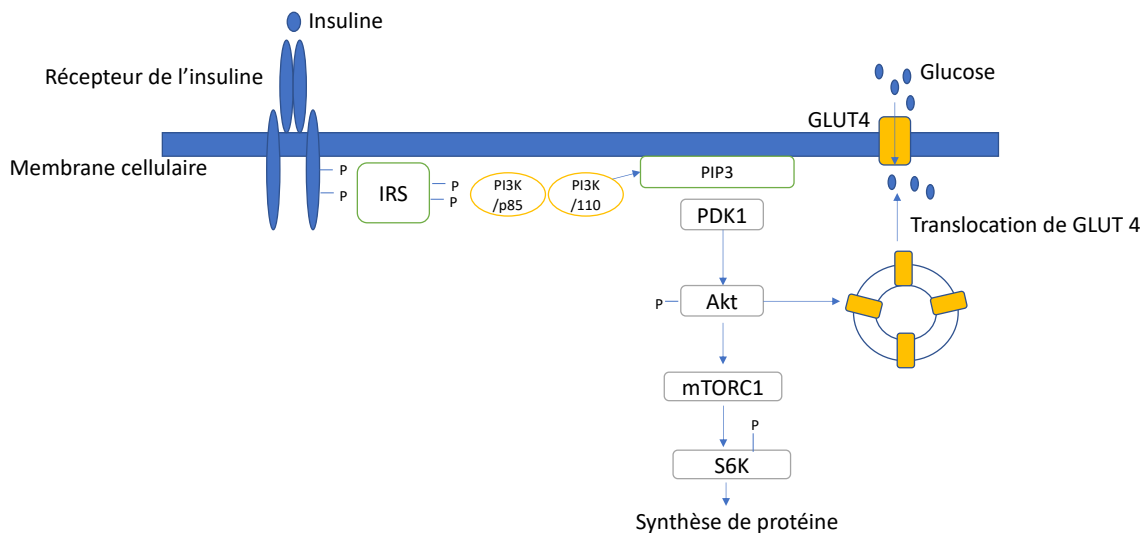 Insuline
Récepteur de l’insuline
Glucose
GLUT4
Membrane cellulaire
P
P
IRS
P
P
PI3K
/p85
PI3K
/110
PIP3
PDK1
Translocation de GLUT 4
P
Akt
mTORC1
P
S6K
Synthèse de protéine